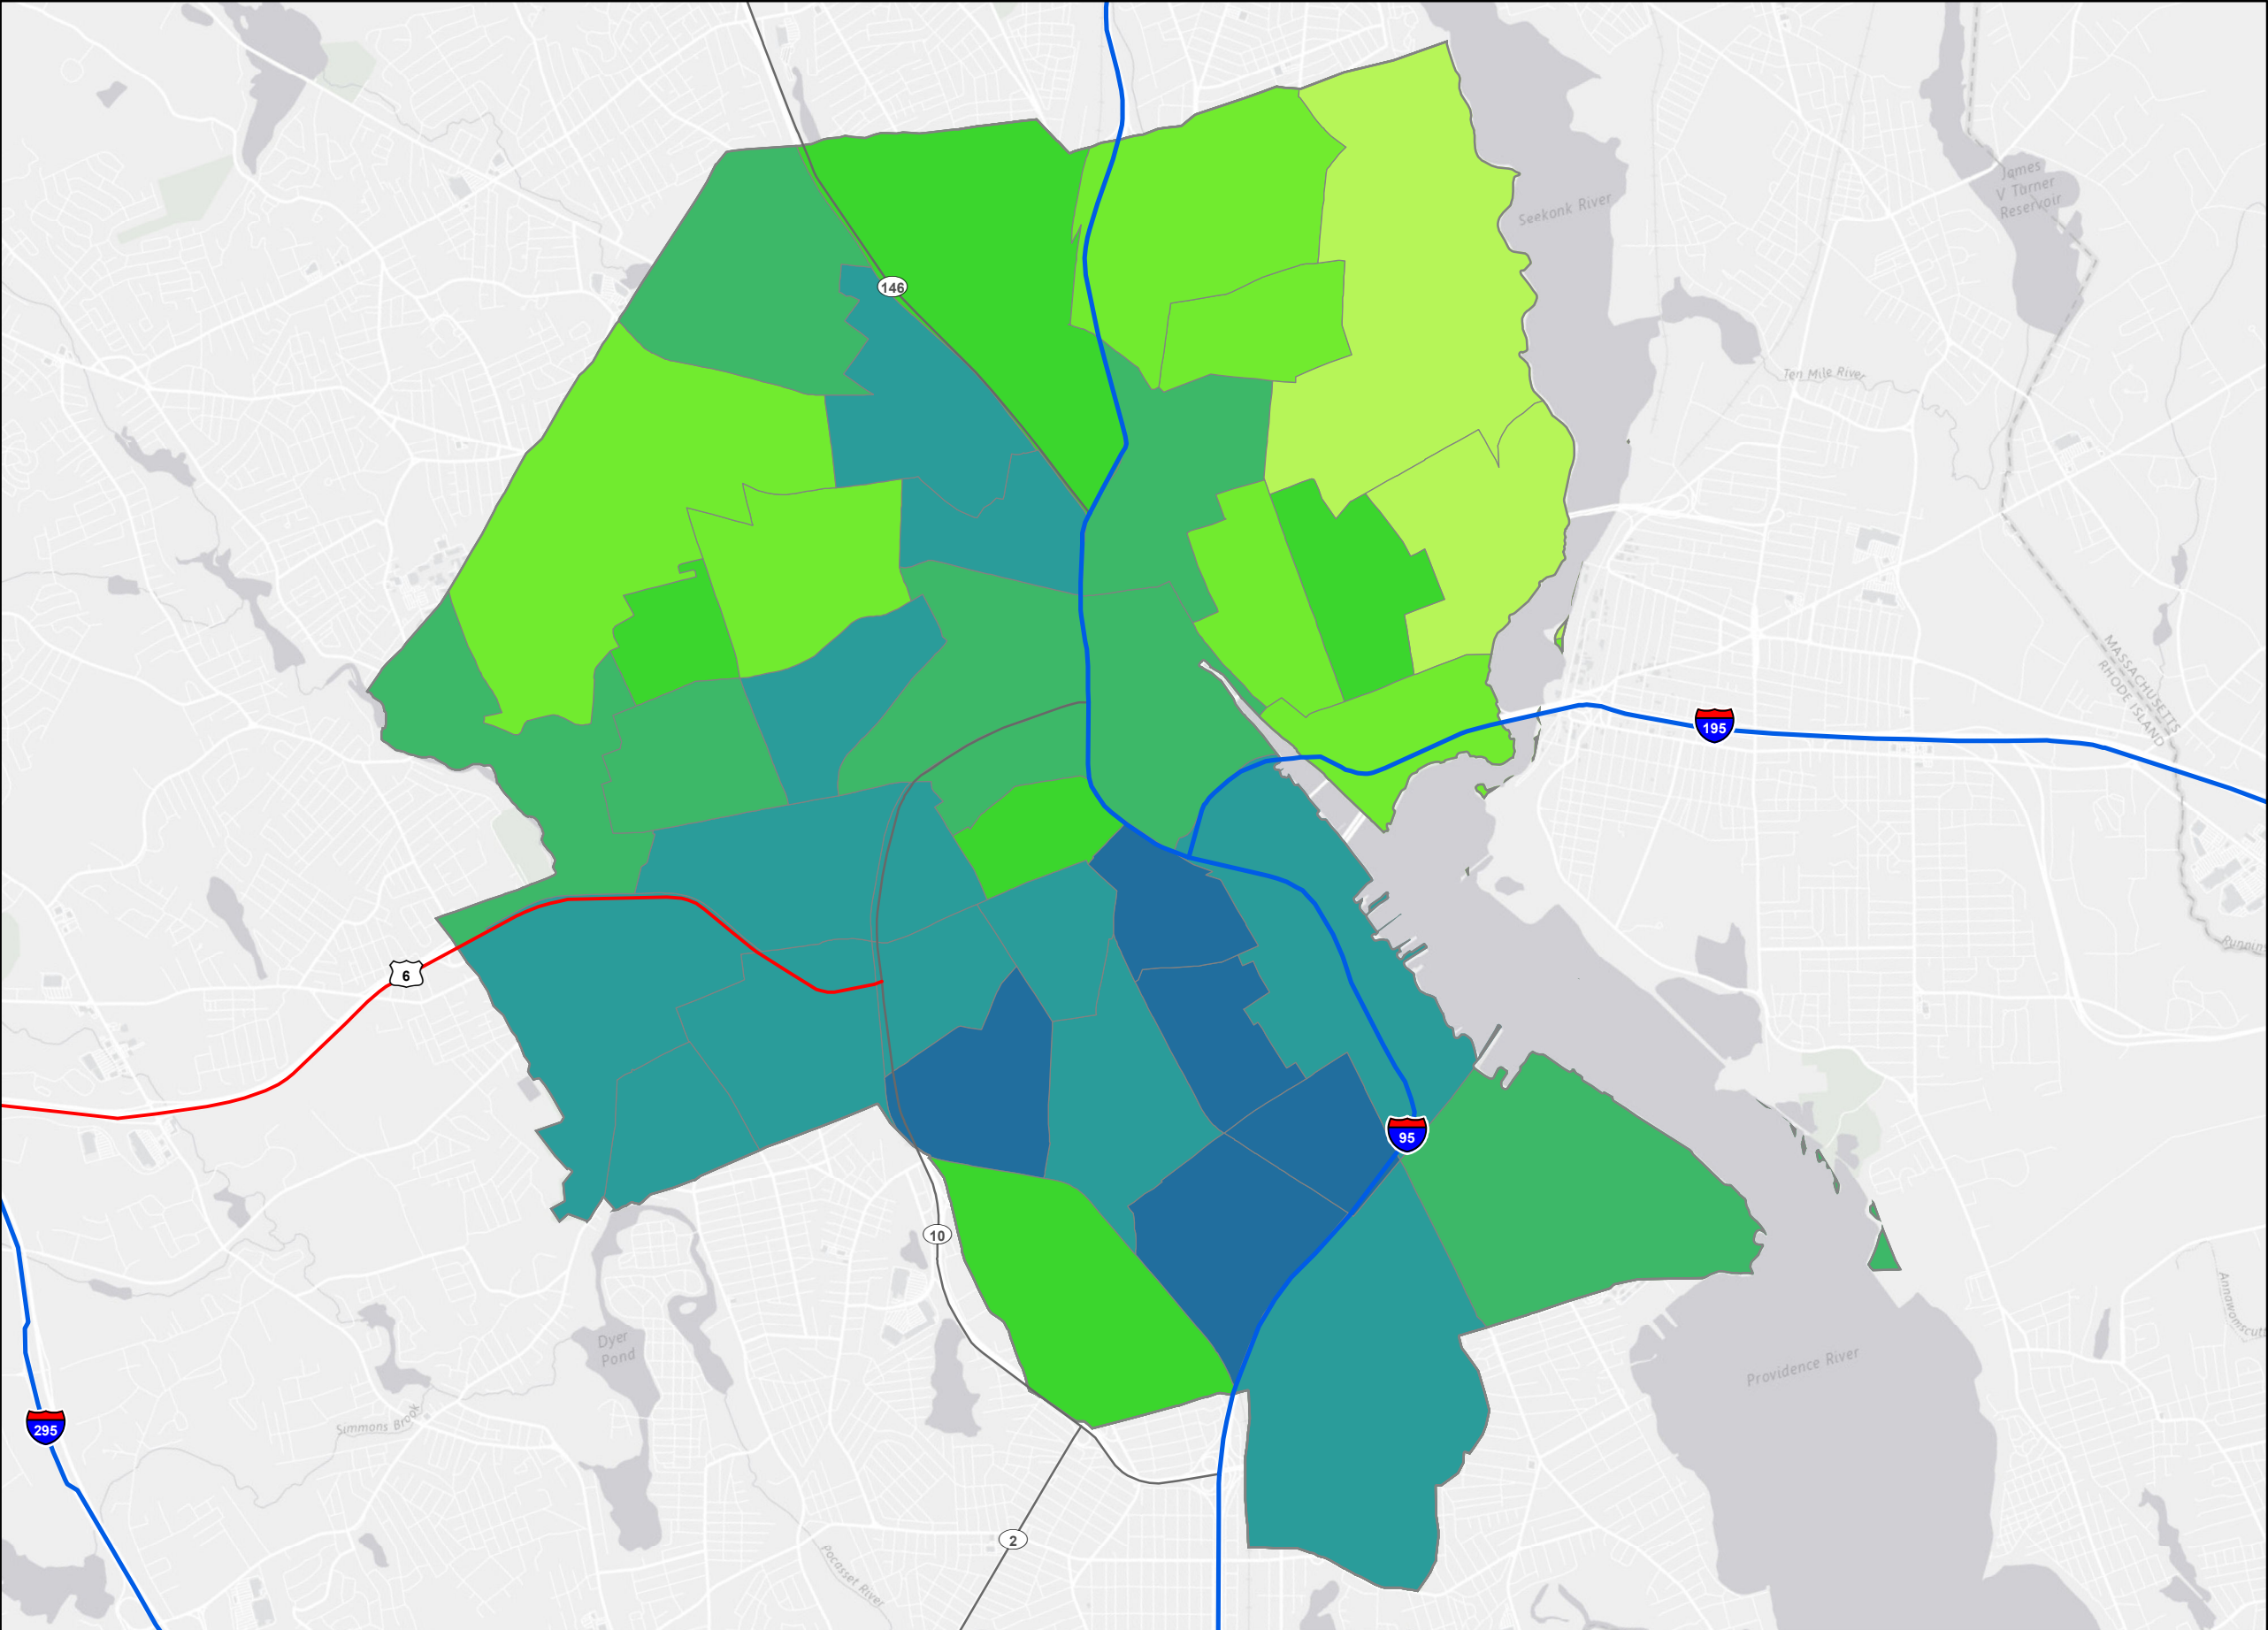 James
V Turner
Reservoir
Seekonk River
146
Ten Mile River
MASSACHUSETTS
RHODE ISLAND
195
6
95
10
Dyer
Pond
Providence River
Simmons Brook
295
2
Pocasset River